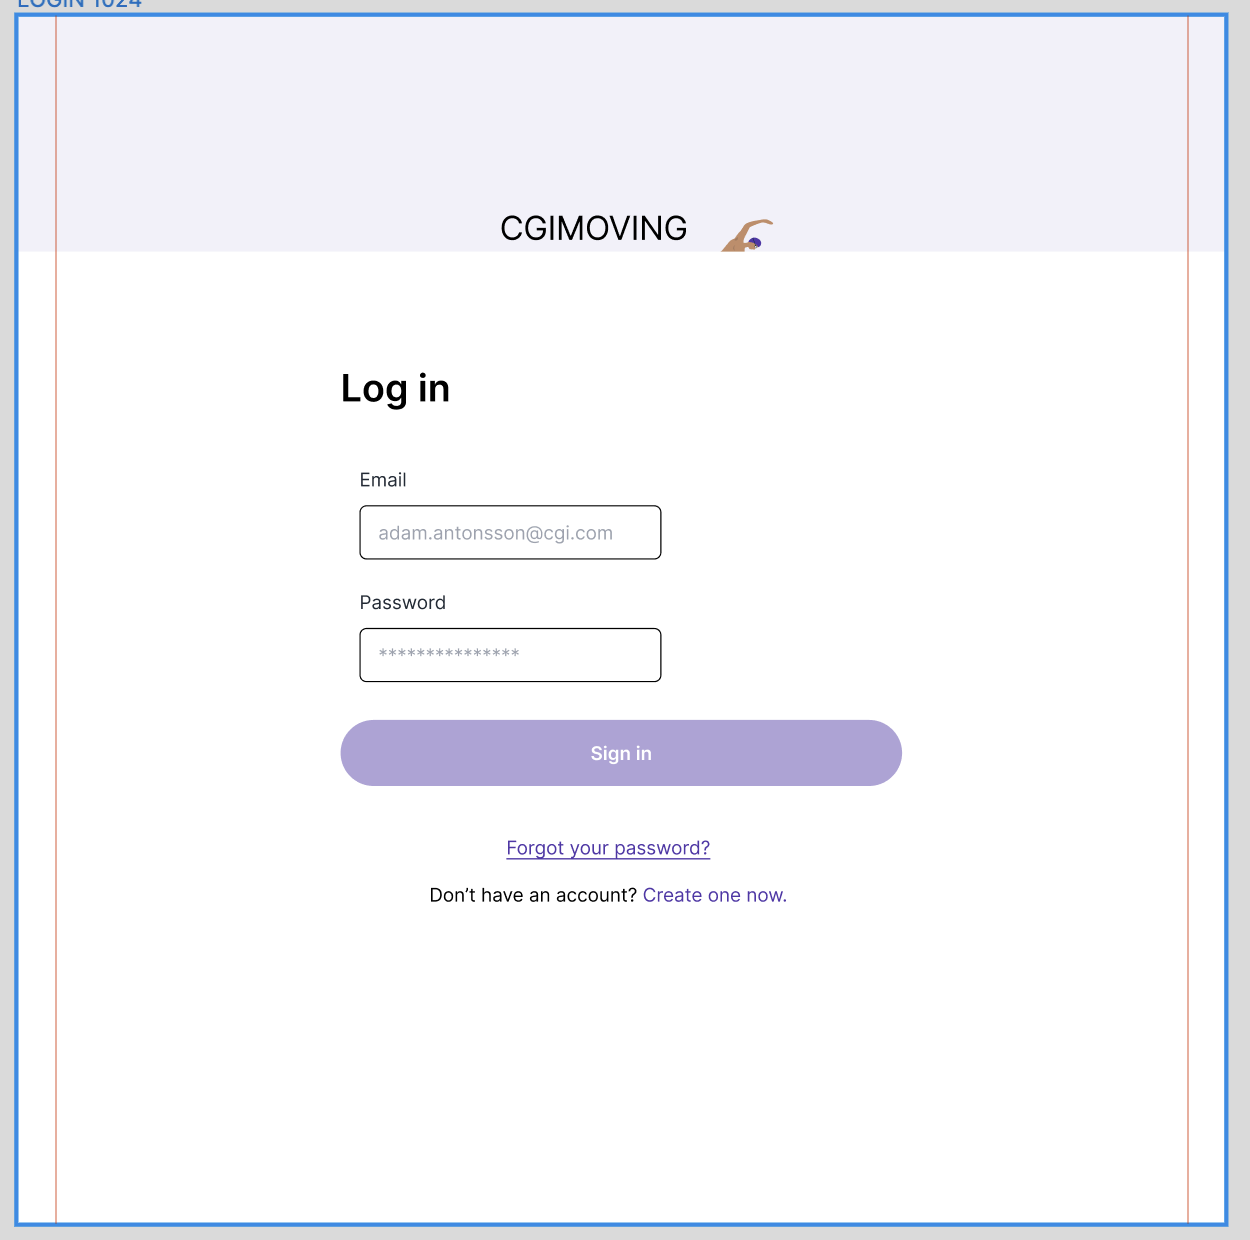 LOGIN 1024
CGIMOVING
Log in
Email
adam.antonsson@cgi.com
Password
***************
Sign in
Forgot your password?
Don’t have an account? Create one now.